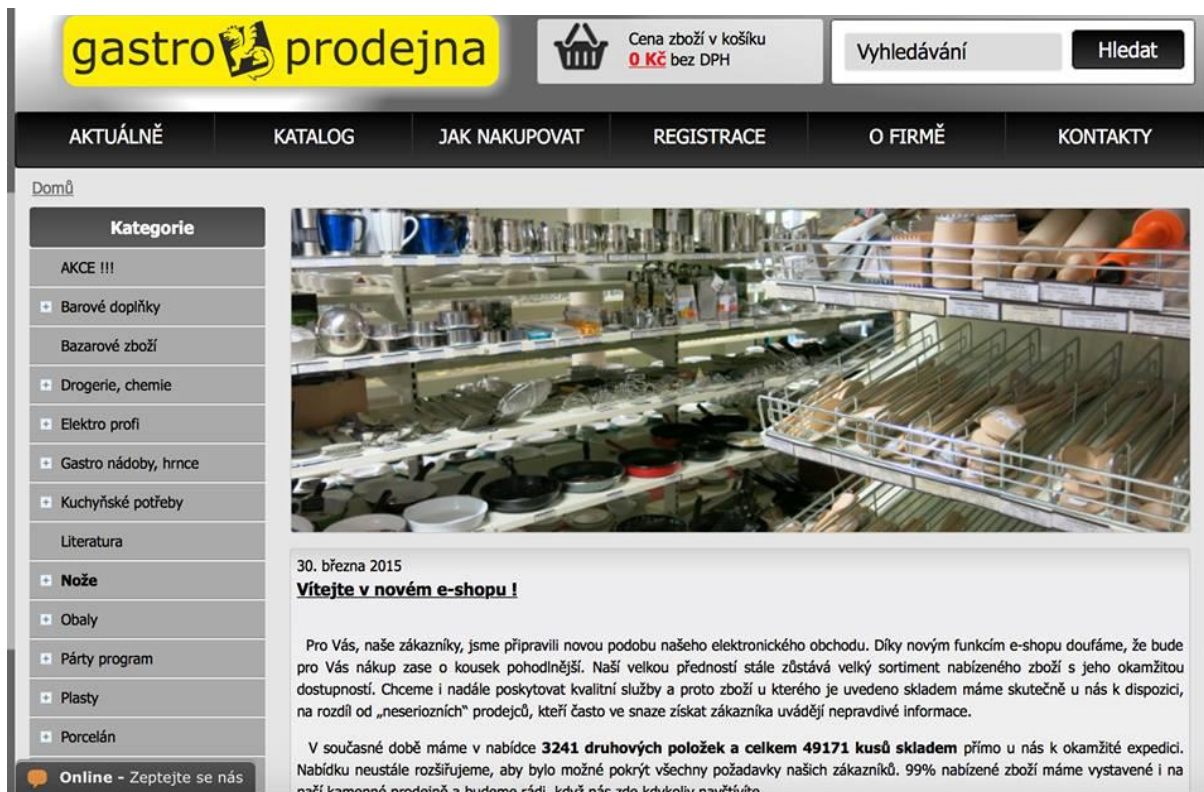 gastro prodejna
Cena zboží v košíku
0 Kč bez DPH
Vyhledávání
Hledat
AKTUÁLNĚ
KATALOG
JAK NAKUPOVAT
REGISTRACE
O FIRMĚ
KONTAKTY
Domů
Kategorie
AKCE !!!
Barové doplňky
Bazarové zboží
Drogerie, chemie
Elektro profi
Gastro nádoby, hrnce
Kuchyňské potřeby
Literatura
Nože
Obaly
Párty program
Plasty
Porcelán
Online - Zeptejte se nás
30. března 2015
Vítejte v novém e-shopu !
Pro Vás, naše zákazníky, jsme připravili novou podobu našeho elektronického obchodu. Díky novým funkcím e-shopu doufáme, že bude
pro Vás nákup zase o kousek pohodlnější. Naší velkou předností stále zůstává velký sortiment nabízeného zboží s jeho okamžitou
dostupností. Chceme i nadále poskytovat kvalitní služby a proto zboží u kterého je uvedeno skladem máme skutečně u nás k dispozici,
na rozdíl od „neseriozních“ prodejců, kteří často ve snaze získat zákazníka uvádějí nepravdivé informace.
V současné době máme v nabídce 3241 druhových položek a celkem 49171 kusů skladem přímo u nás k okamžité expedici.
Nabídku neustále rozšiřujeme, aby bylo možné pokrýt všechny požadavky našich zákazníků. 99% nabízené zboží máme vystavené i na
naší kamenné prodejně a budeme rádi, když nás zde kdykoliv navštívíte.